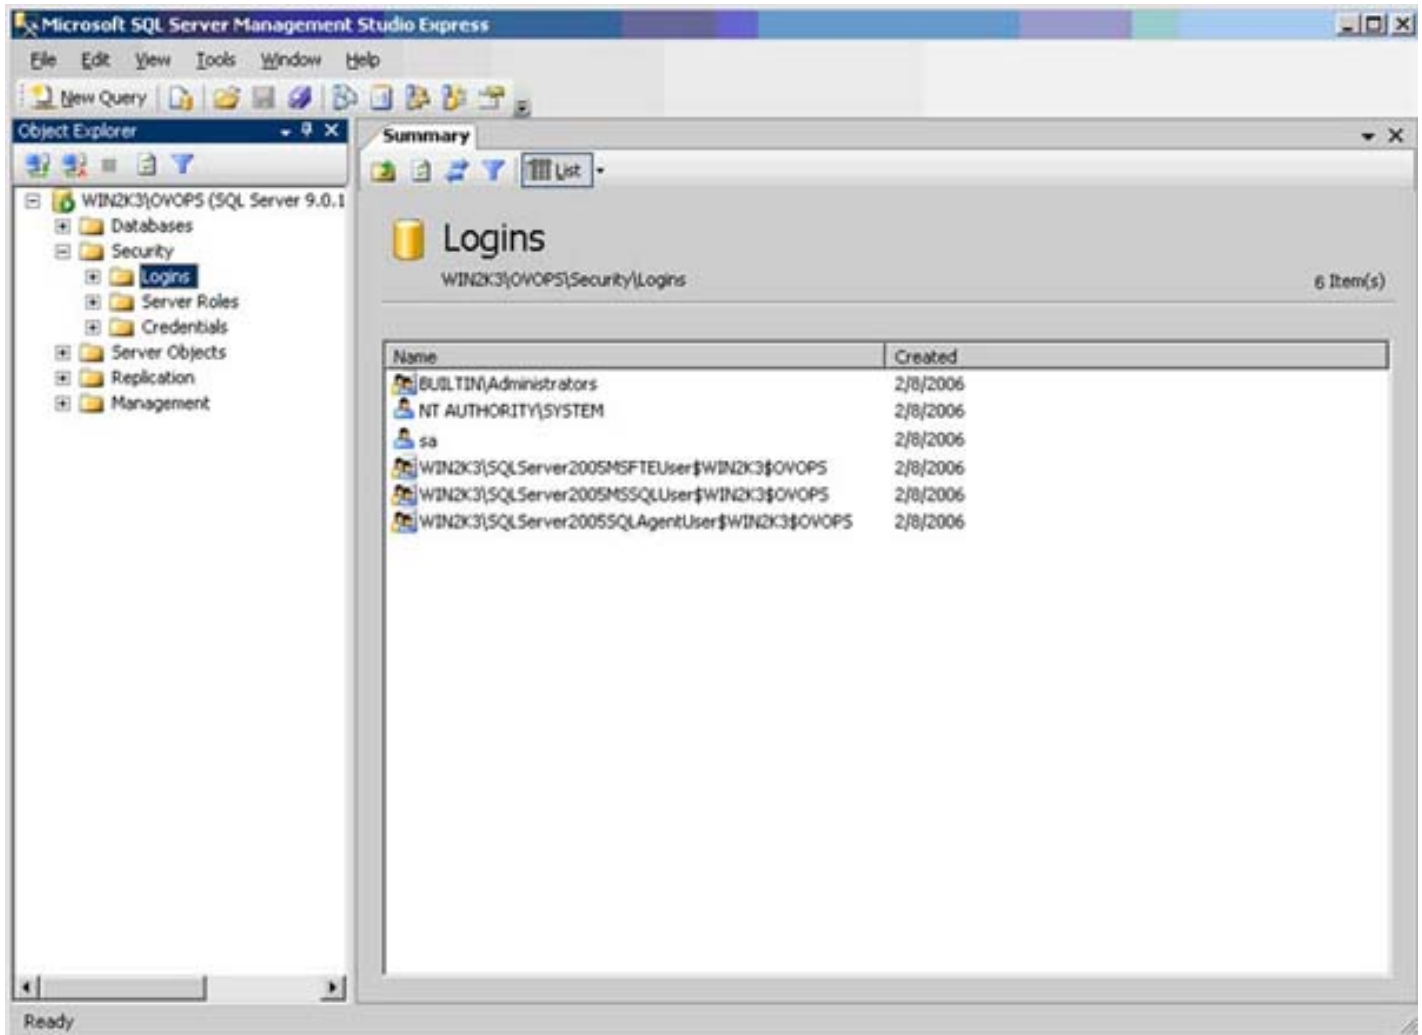 Microsoft SQL Server Management Studio Express
File Edit View Tools Window Help
New Query
Object Explorer
Summary
List
WIN2K3\OVOPS (SQL Server 9.0.1
Databases
Security
Logins
Server Roles
Credentials
Server Objects
Replication
Management
Logins
WIN2K3\OVOPS\Security\Logins 6 Item(s)
Name Created
BUILTIN\Administrators 2/8/2006
NT AUTHORITY\SYSTEM 2/8/2006
sa 2/8/2006
WIN2K3\SQLServer2005MSFTEUser$WIN2K3$OVOPS 2/8/2006
WIN2K3\SQLServer2005MSSQLUser$WIN2K3$OVOPS 2/8/2006
WIN2K3\SQLServer2005SQLAgentUser$WIN2K3$OVOPS 2/8/2006
Ready